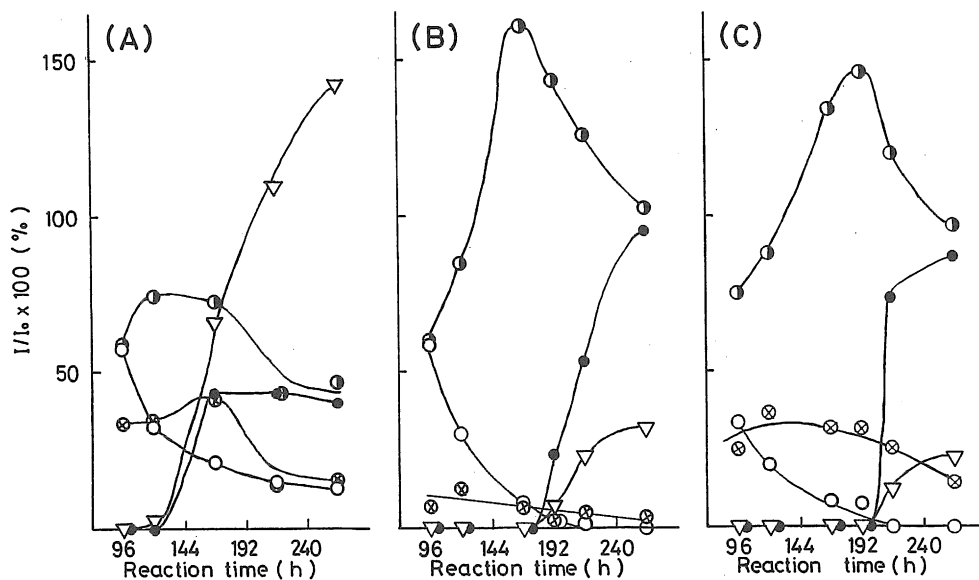 (A) (B) (C)
150
100
50
I/I₀ x 100 (%)
96 144 192 240
96 144 192 240
96 144 192 240
Reaction time (h)
Reaction time (h)
Reaction time (h)